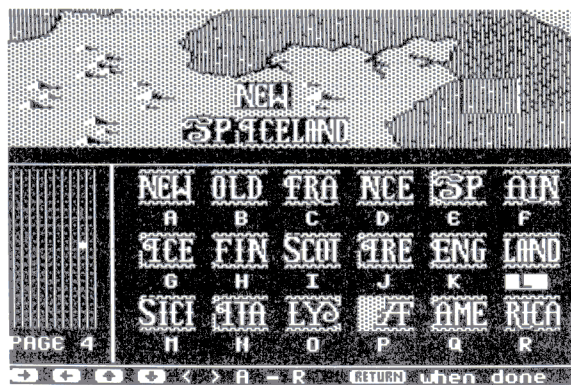 NEW
SPICELAND
NEW OLD FRA NCE SP AIN
A B C D E F
ICE FIN SCOT IRE ENG LAND
G H I J K L
SICI ITA LY AME RICA
M N O P Q R
PAGE 4
→ ← ↑ ↓ < > A - R RETURN when done